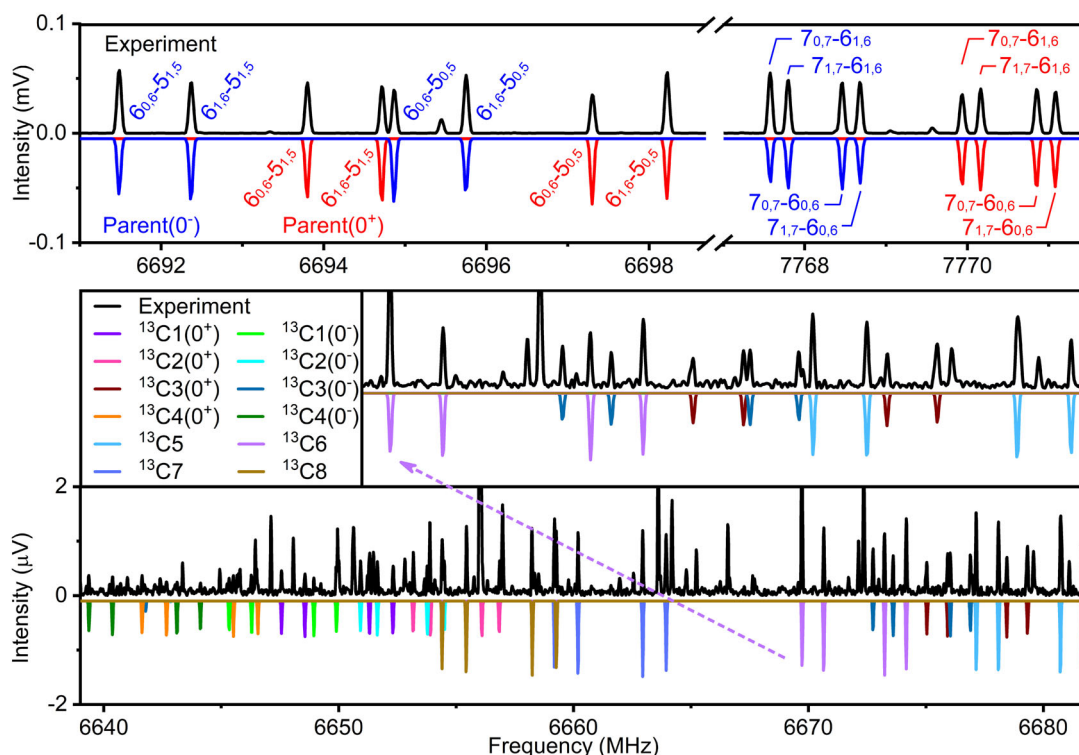 0.1
Experiment
6₀,₆-5₁,₅
6₁,₆-5₁,₅
6₀,₆-5₀,₅
6₁,₆-5₀,₅
7₀,₇-6₁,₆
7₁,₇-6₁,₆
7₀,₇-6₁,₆
7₁,₇-6₁,₆
Intensity (mV)
0.0
6₀,₆-5₁,₅
6₁,₆-5₁,₅
6₀,₆-5₀,₅
6₁,₆-5₀,₅
Parent(0⁻)
Parent(0⁺)
7₀,₇-6₀,₆
7₁,₇-6₀,₆
7₀,₇-6₀,₆
7₁,₇-6₀,₆
-0.1
6692 6694 6696 6698 7768 7770
Experiment
¹³C1(0⁺) ¹³C1(0⁻)
¹³C2(0⁺) ¹³C2(0⁻)
¹³C3(0⁺) ¹³C3(0⁻)
¹³C4(0⁺) ¹³C4(0⁻)
¹³C5 ¹³C6
¹³C7 ¹³C8
2
Intensity (μV)
0
-2
6640 6650 6660 6670 6680
Frequency (MHz)